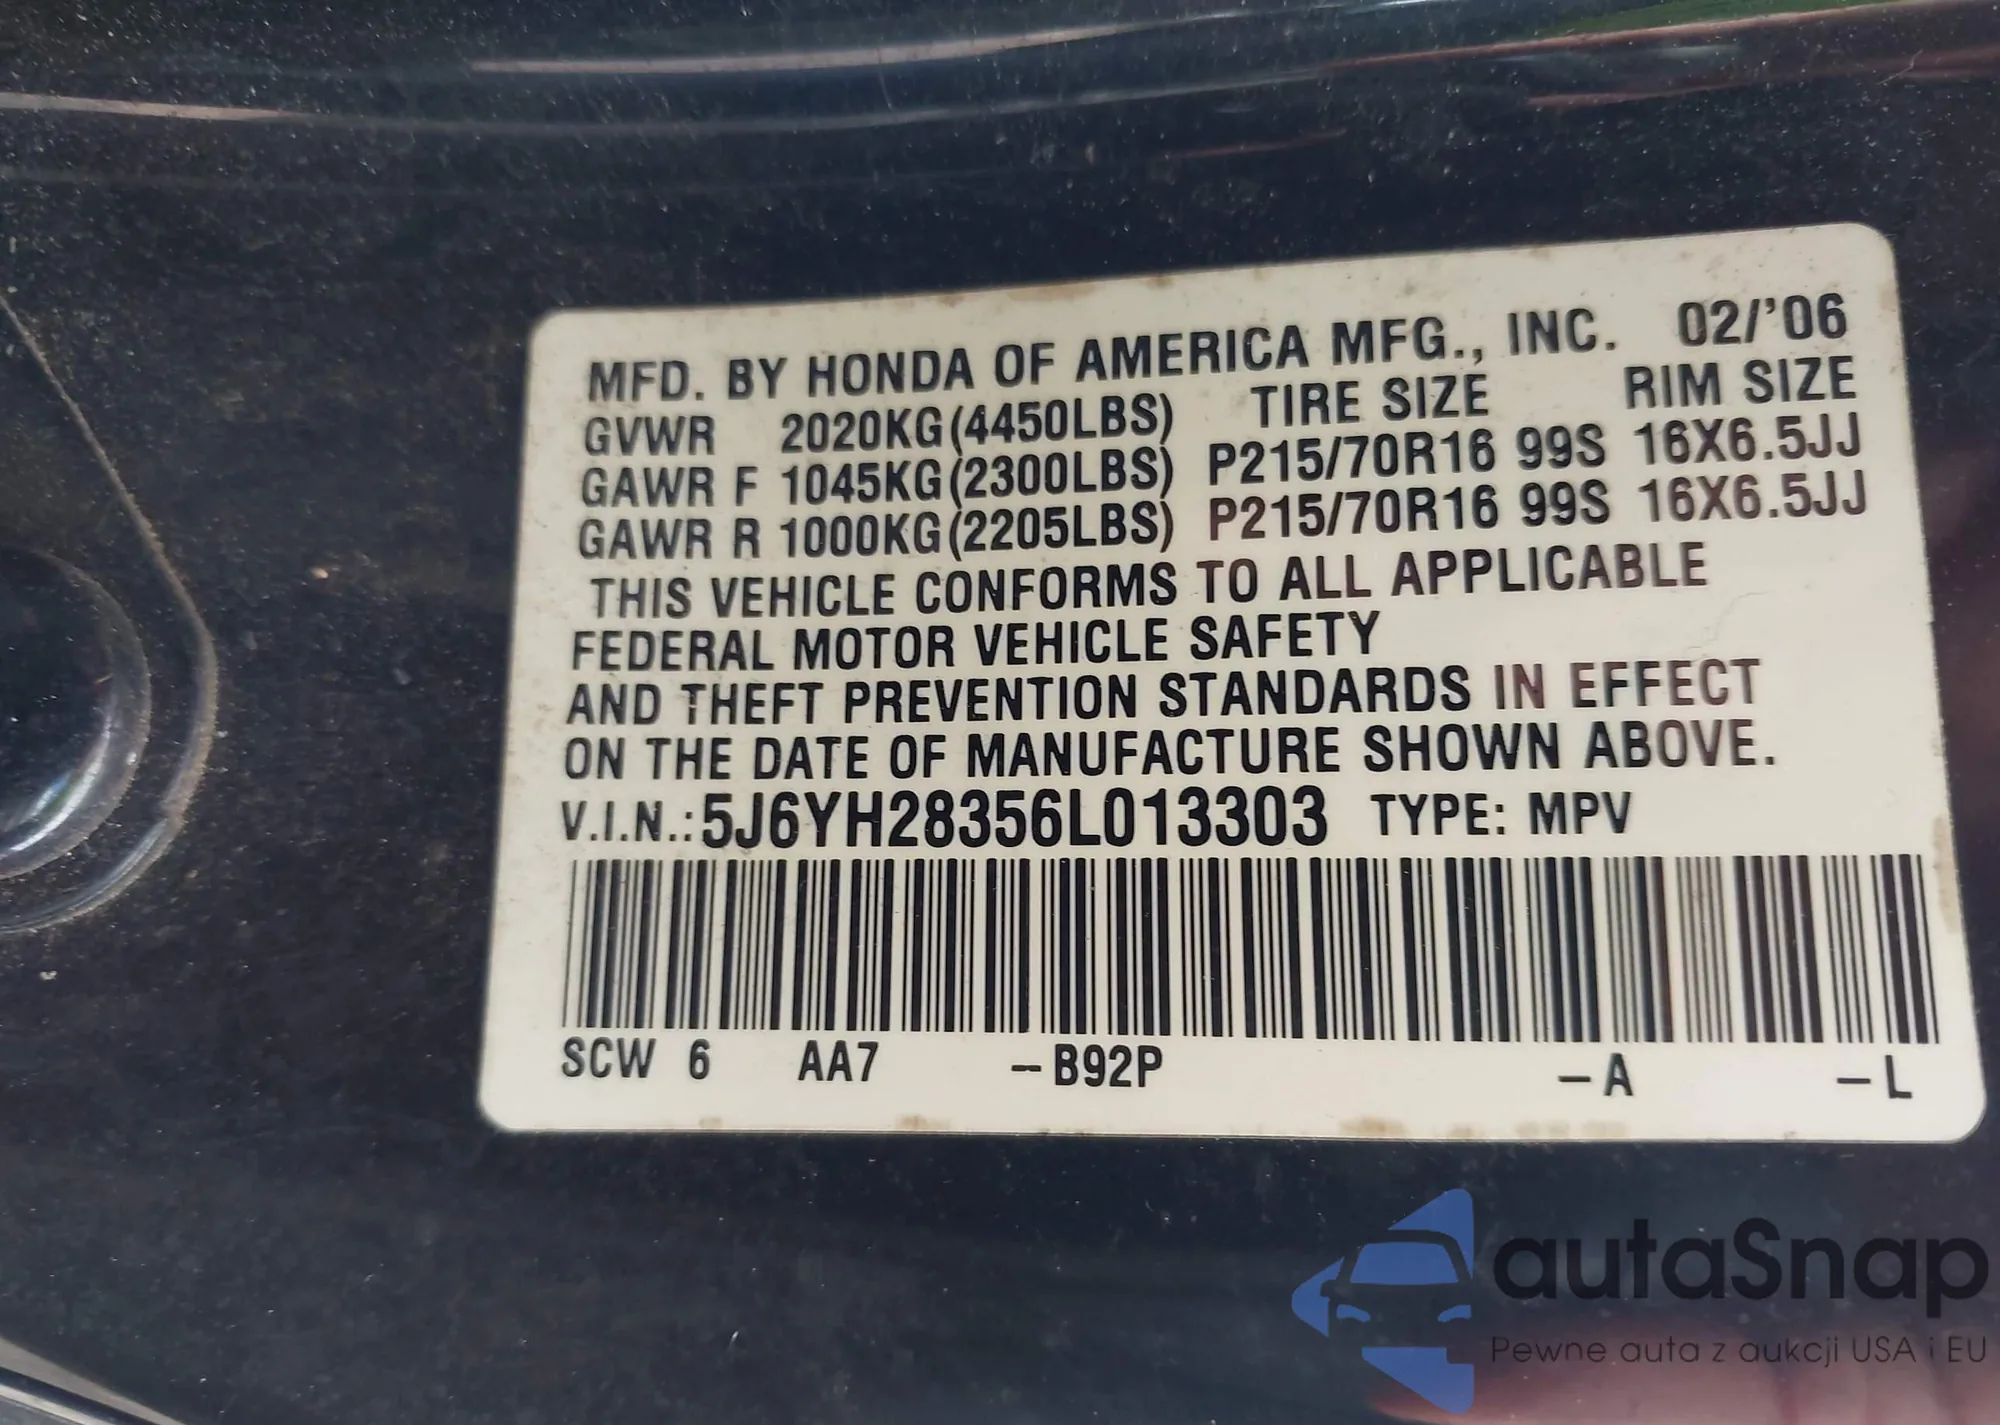 MFD. BY HONDA OF AMERICA MFG., INC. 02/'06
GVWR 2020KG(4450LBS) TIRE SIZE RIM SIZE
GAWR F 1045KG(2300LBS) P215/70R16 99S 16X6.5JJ
GAWR R 1000KG(2205LBS) P215/70R16 99S 16X6.5JJ
THIS VEHICLE CONFORMS TO ALL APPLICABLE
FEDERAL MOTOR VEHICLE SAFETY
AND THEFT PREVENTION STANDARDS IN EFFECT
ON THE DATE OF MANUFACTURE SHOWN ABOVE.
V.I.N.:5J6YH28356L013303 TYPE: MPV
SCW 6 AA7 –B92P –A –L
autaSnap
Pewne auta z aukcji USA i EU